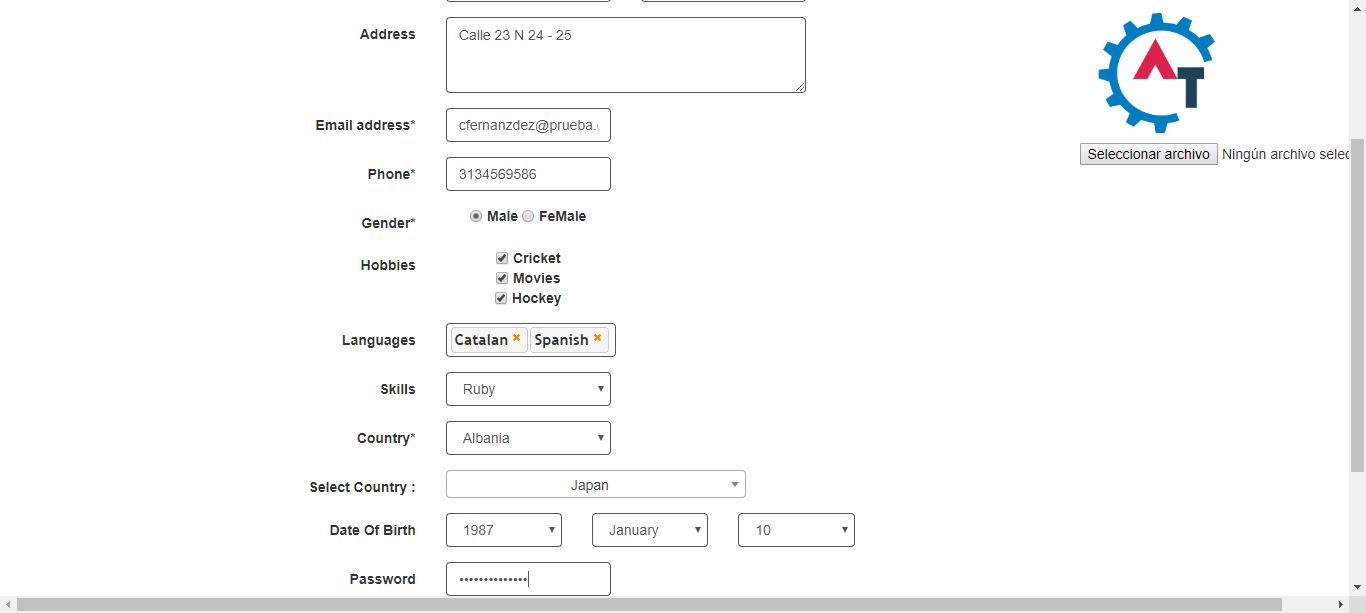 Address
Calle 23 N 24 - 25
AT
Seleccionar archivo Ningún archivo selec
Email address*
cfernanzdez@prueba.
Phone*
3134569586
Gender*
Male FeMale
Hobbies
Cricket
Movies
Hockey
Languages
Catalan Spanish
Skills
Ruby
Country*
Albania
Select Country :
Japan
Date Of Birth
1987 January 10
Password
••••••••••••••